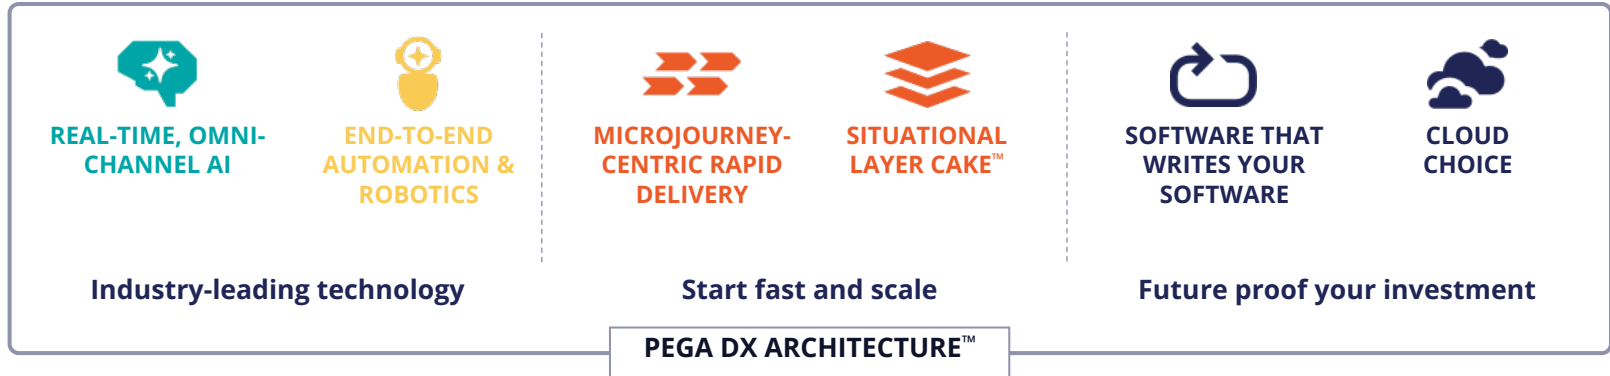 REAL-TIME, OMNI-
CHANNEL AI
END-TO-END
AUTOMATION &
ROBOTICS
MICROJOURNEY-
CENTRIC RAPID
DELIVERY
SITUATIONAL
LAYER CAKE™
SOFTWARE THAT
WRITES YOUR
SOFTWARE
CLOUD
CHOICE
Industry-leading technology
Start fast and scale
Future proof your investment
PEGA DX ARCHITECTURE™